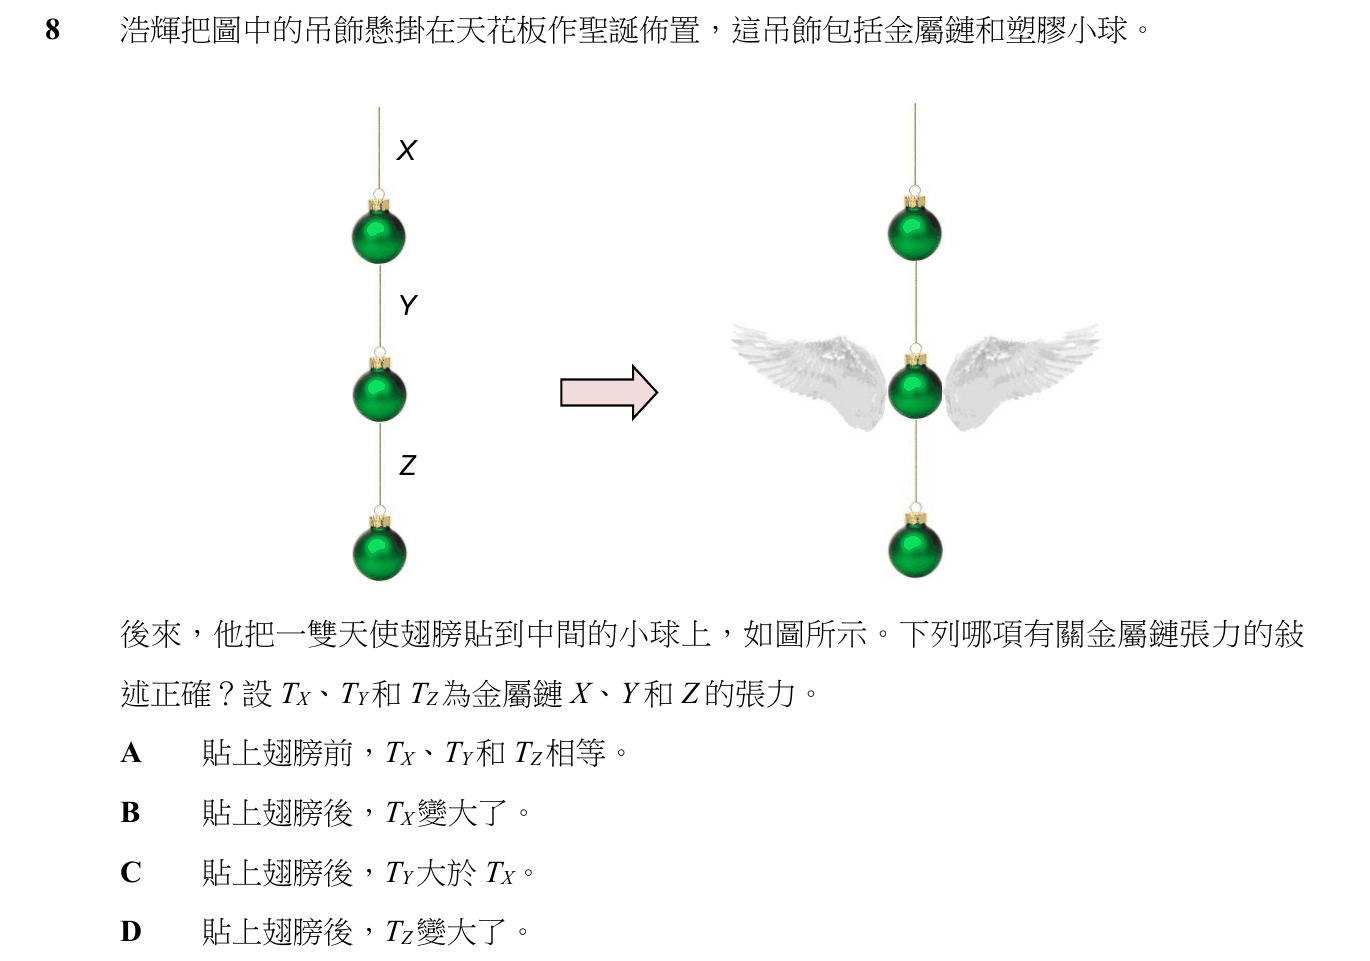 8 浩輝把圖中的吊飾懸掛在天花板作聖誕佈置，這吊飾包括金屬鏈和塑膠小球。
X
Y
Z
後來，他把一雙天使翅膀貼到中間的小球上，如圖所示。下列哪項有關金屬鏈張力的敍
述正確？設 TX、TY和 TZ為金屬鏈 X、Y 和 Z 的張力。
A 貼上翅膀前，TX、TY和 TZ相等。
B 貼上翅膀後，TX變大了。
C 貼上翅膀後，TY大於 TX。
D 貼上翅膀後，TZ變大了。